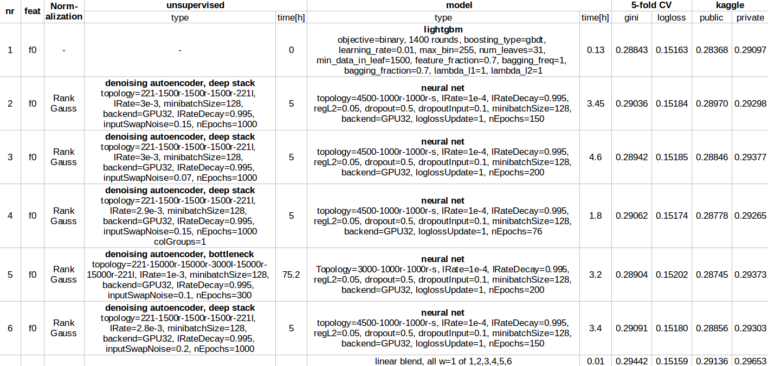 nr feat Norm- unsupervised model 5-fold CV kaggle
alization type time[h] type time[h] gini logloss public private
lightgbm
objective=binary, 1400 rounds, boosting_type=gbdt,
1 f0 - - 0 learning_rate=0.01, max_bin=255, num_leaves=31, 0.13 0.28843 0.15163 0.28368 0.29097
min_data_in_leaf=1500, feature_fraction=0.7, bagging_freq=1,
bagging_fraction=0.7, lambda_l1=1, lambda_l2=1
denoising autoencoder, deep stack
topology=221-1500r-1500r-1500r-221l, neural net
2 f0 Rank Gauss lRate=3e-3, minibatchSize=128, 5 topology=4500-1000r-1000r-s, lRate=1e-4, lRateDecay=0.995, 3.45 0.29036 0.15184 0.28970 0.29298
backend=GPU32, lRateDecay=0.995, regL2=0.05, dropout=0.5, dropoutInput=0.1, minibatchSize=128,
inputSwapNoise=0.15, nEpochs=1000 backend=GPU32, loglossUpdate=1, nEpochs=150
denoising autoencoder, deep stack
topology=221-1500r-1500r-1500r-221l, neural net
3 f0 Rank Gauss lRate=3e-3, minibatchSize=128, 5 topology=4500-1000r-1000r-s, lRate=1e-4, lRateDecay=0.995, 4.6 0.28942 0.15185 0.28846 0.29377
backend=GPU32, lRateDecay=0.995, regL2=0.05, dropout=0.5, dropoutInput=0.1, minibatchSize=128,
inputSwapNoise=0.07, nEpochs=1000 backend=GPU32, loglossUpdate=1, nEpochs=200
denoising autoencoder, deep stack
topology=221-1500r-1500r-1500r-221l, neural net
4 f0 Rank Gauss lRate=2.9e-3, minibatchSize=128, 5 topology=4500-1000r-1000r-s, lRate=1e-4, lRateDecay=0.995, 1.8 0.29062 0.15174 0.28778 0.29265
backend=GPU32, lRateDecay=0.995, regL2=0.05, dropout=0.5, dropoutInput=0.1, minibatchSize=128,
inputSwapNoise=0.15, nEpochs=1000 backend=GPU32, loglossUpdate=1, nEpochs=76
colGroups=1
denoising autoencoder, bottleneck
topology=221-15000r-15000r-3000l-15000r- neural net
5 f0 Rank Gauss 15000r-221l, lRate=1e-3, minibatchSize=128, 75.2 Topology=3000-1000r-1000r-s, lRate=1e-4, lRateDecay=0.995, 3.2 0.28904 0.15202 0.28745 0.29373
backend=GPU32, lRateDecay=0.995, regL2=0.05, dropout=0.5, dropoutInput=0.1, minibatchSize=128,
inputSwapNoise=0.1, nEpochs=300 backend=GPU32, loglossUpdate=1, nEpochs=200
denoising autoencoder, deep stack
topology=221-1500r-1500r-1500r-221l, neural net
6 f0 Rank Gauss lRate=2.8e-3, minibatchSize=128, 5 topology=4500-1000r-1000r-s, lRate=1e-4, lRateDecay=0.995, 3.4 0.29091 0.15180 0.28856 0.29303
backend=GPU32, lRateDecay=0.995, regL2=0.05, dropout=0.5, dropoutInput=0.1, minibatchSize=128,
inputSwapNoise=0.2, nEpochs=1000 backend=GPU32, loglossUpdate=1, nEpochs=150
linear blend, all w=1 of 1,2,3,4,5,6 0.01 0.29442 0.15159 0.29136 0.29653